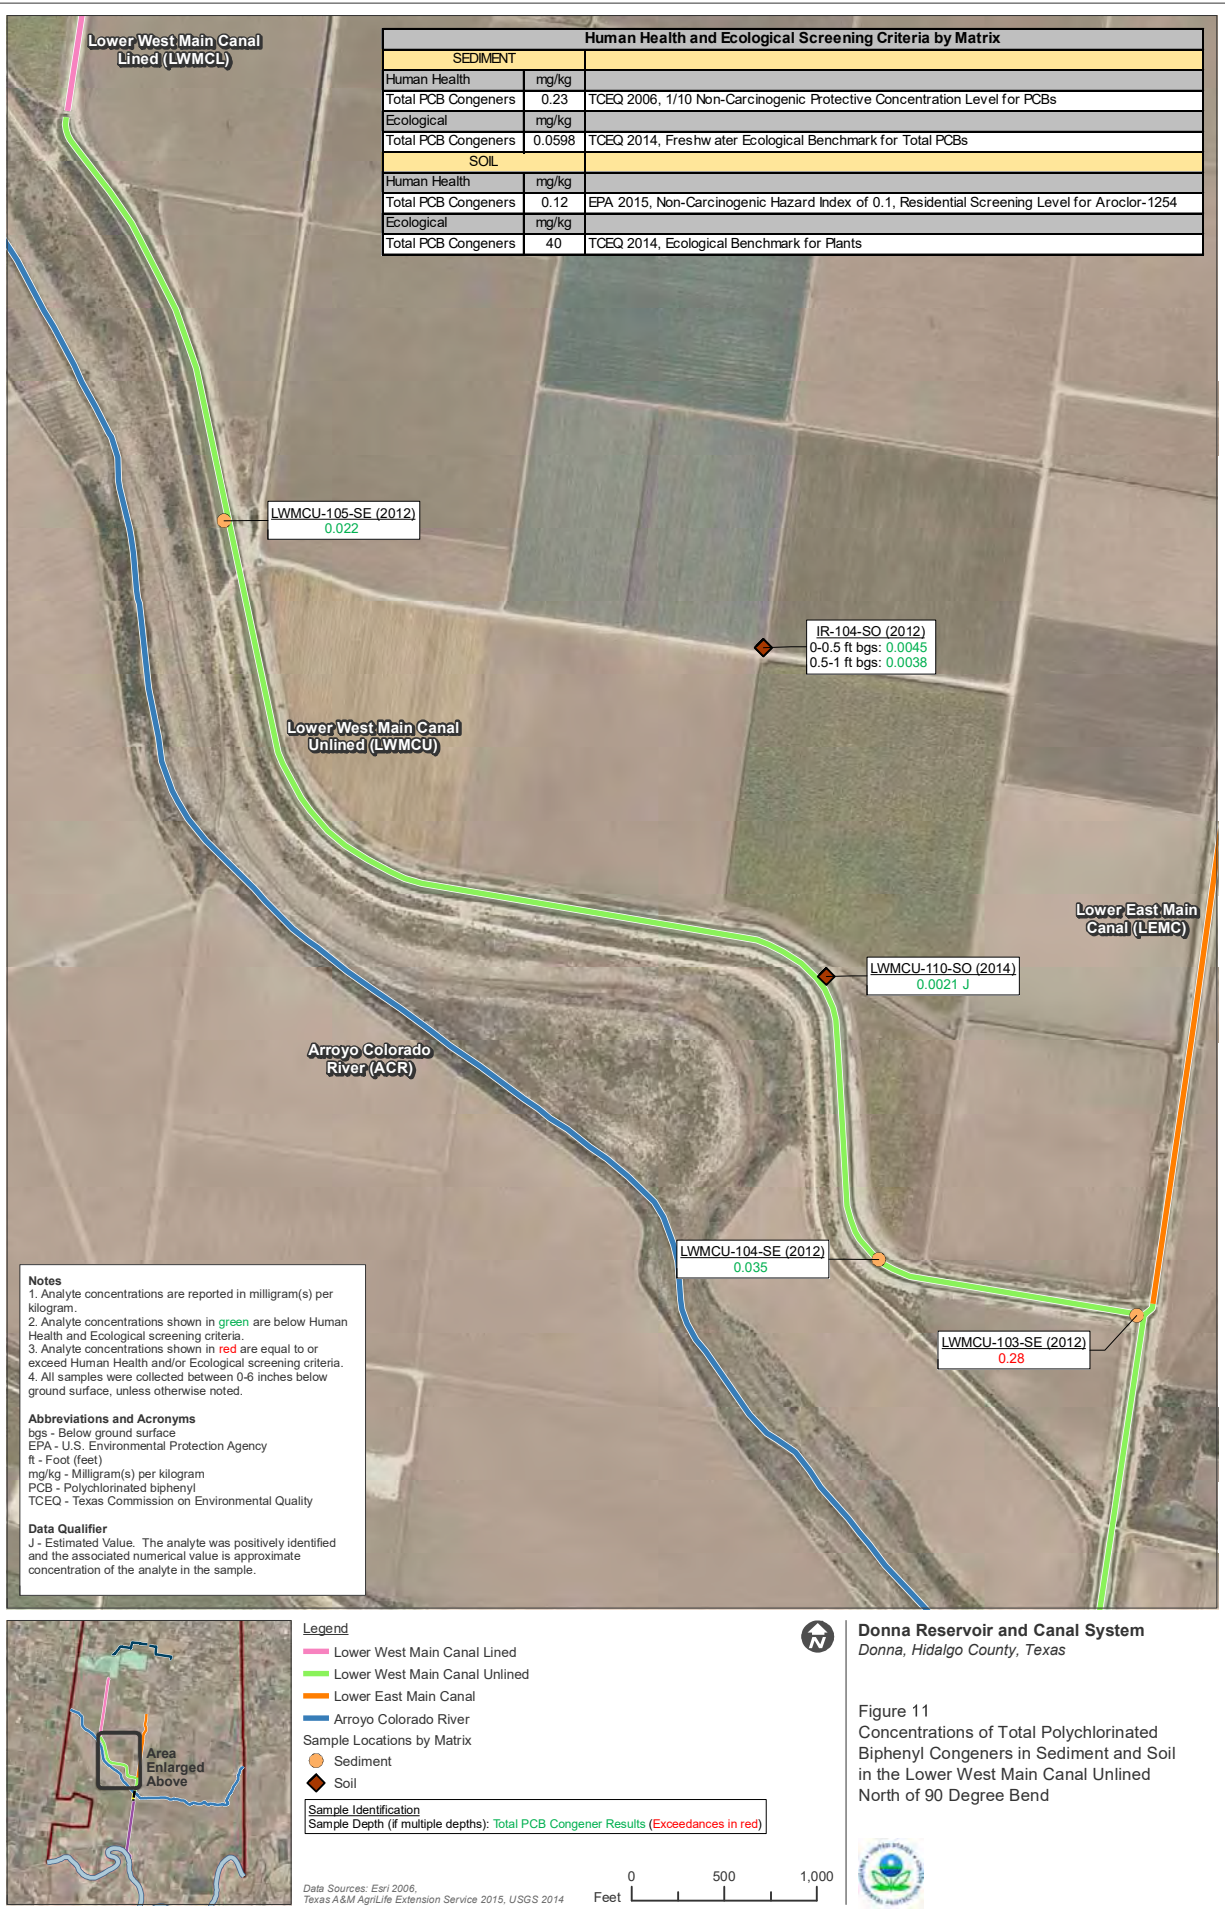 Lower West Main Canal
Lined (LWMCL)
Human Health and Ecological Screening Criteria by Matrix
SEDIMENT
Human Health mg/kg
Total PCB Congeners 0.23 TCEQ 2006, 1/10 Non-Carcinogenic Protective Concentration Level for PCBs
Ecological mg/kg
Total PCB Congeners 0.0598 TCEQ 2014, Freshw ater Ecological Benchmark for Total PCBs
SOIL
Human Health mg/kg
Total PCB Congeners 0.12 EPA 2015, Non-Carcinogenic Hazard Index of 0.1, Residential Screening Level for Aroclor-1254
Ecological mg/kg
Total PCB Congeners 40 TCEQ 2014, Ecological Benchmark for Plants
LWMCU-105-SE (2012)
0.022
IR-104-SO (2012)
0-0.5 ft bgs: 0.0045
0.5-1 ft bgs: 0.0038
Lower West Main Canal
Unlined (LWMCU)
Lower East Main
Canal (LEMC)
LWMCU-110-SO (2014)
0.0021 J
Arroyo Colorado
River (ACR)
LWMCU-104-SE (2012)
0.035
LWMCU-103-SE (2012)
0.28
Notes
1. Analyte concentrations are reported in milligram(s) per
kilogram.
2. Analyte concentrations shown in green are below Human
Health and Ecological screening criteria.
3. Analyte concentrations shown in red are equal to or
exceed Human Health and/or Ecological screening criteria.
4. All samples were collected between 0-6 inches below
ground surface, unless otherwise noted.
Abbreviations and Acronyms
bgs - Below ground surface
EPA - U.S. Environmental Protection Agency
ft - Foot (feet)
mg/kg - Milligram(s) per kilogram
PCB - Polychlorinated biphenyl
TCEQ - Texas Commission on Environmental Quality
Data Qualifier
J - Estimated Value. The analyte was positively identified
and the associated numerical value is approximate
concentration of the analyte in the sample.
Area
Enlarged
Above
Legend
Lower West Main Canal Lined
Lower West Main Canal Unlined
Lower East Main Canal
Arroyo Colorado River
Sample Locations by Matrix
Sediment
Soil
Sample Identification
Sample Depth (if multiple depths): Total PCB Congener Results (Exceedances in red)
Data Sources: Esri 2006,
Texas A&M AgriLife Extension Service 2015, USGS 2014
N
0 500 1,000
Feet
Donna Reservoir and Canal System
Donna, Hidalgo County, Texas
Figure 11
Concentrations of Total Polychlorinated
Biphenyl Congeners in Sediment and Soil
in the Lower West Main Canal Unlined
North of 90 Degree Bend